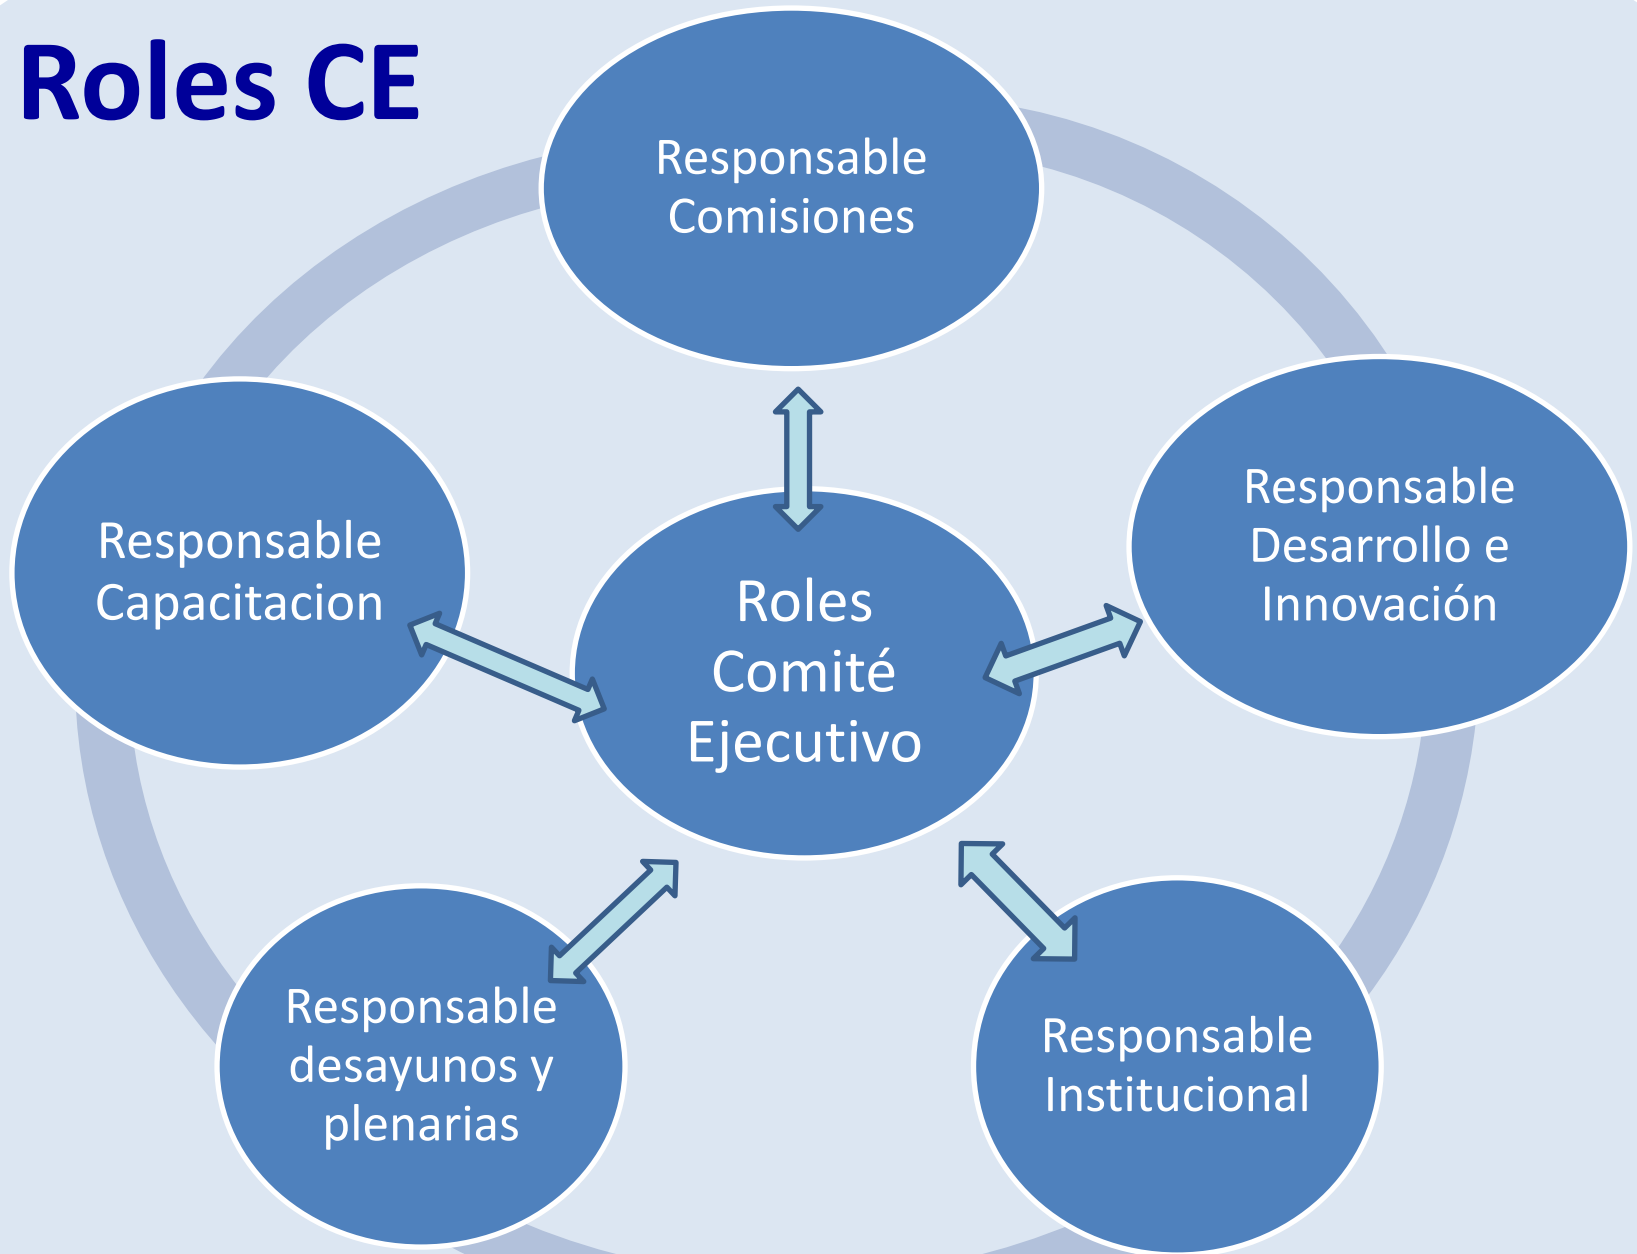 Roles CE
Responsable
Comisiones
Responsable
Desarrollo e
Innovación
Responsable
Capacitacion
Roles
Comité
Ejecutivo
Responsable
desayunos y
plenarias
Responsable
Institucional